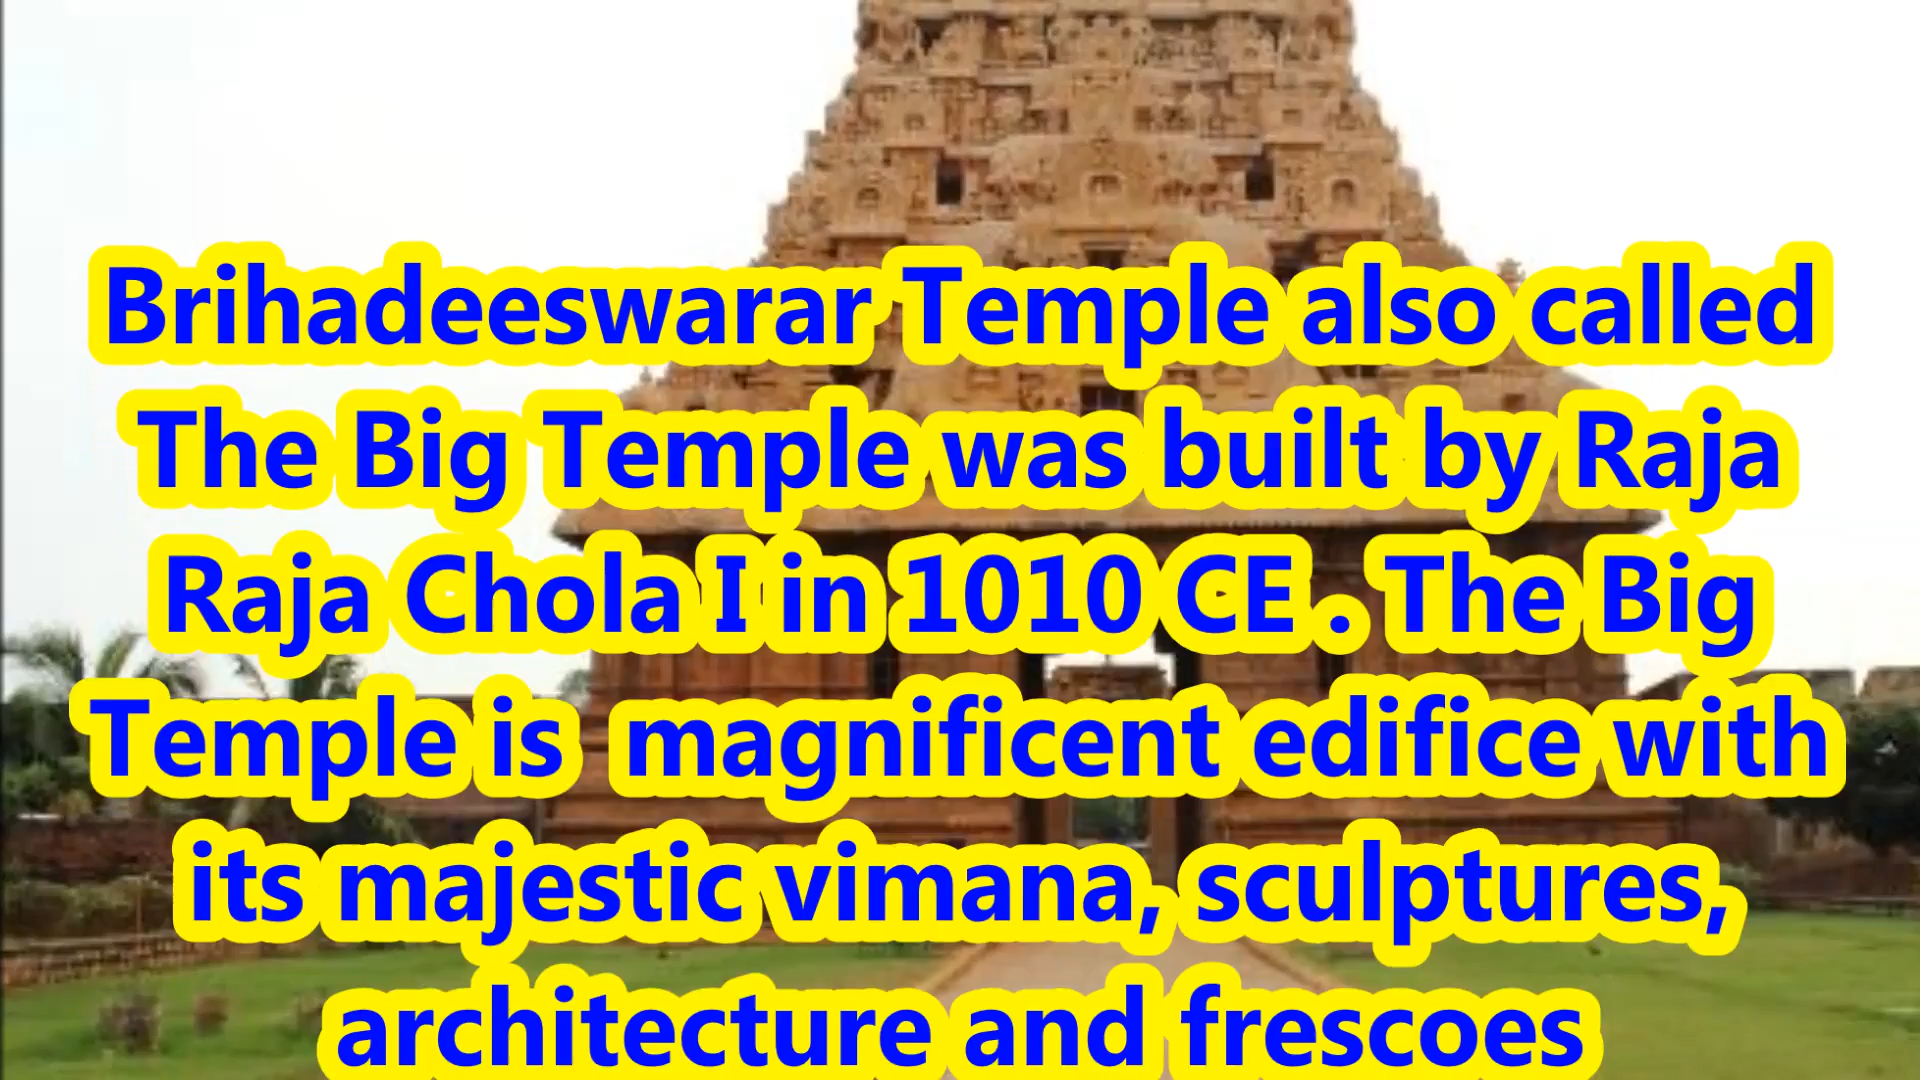 Brihadeeswarar Temple also called
The Big Temple was built by Raja
Raja Chola I in 1010 CE . The Big
Temple is  magnificent edifice with
its majestic vimana, sculptures,
architecture and frescoes